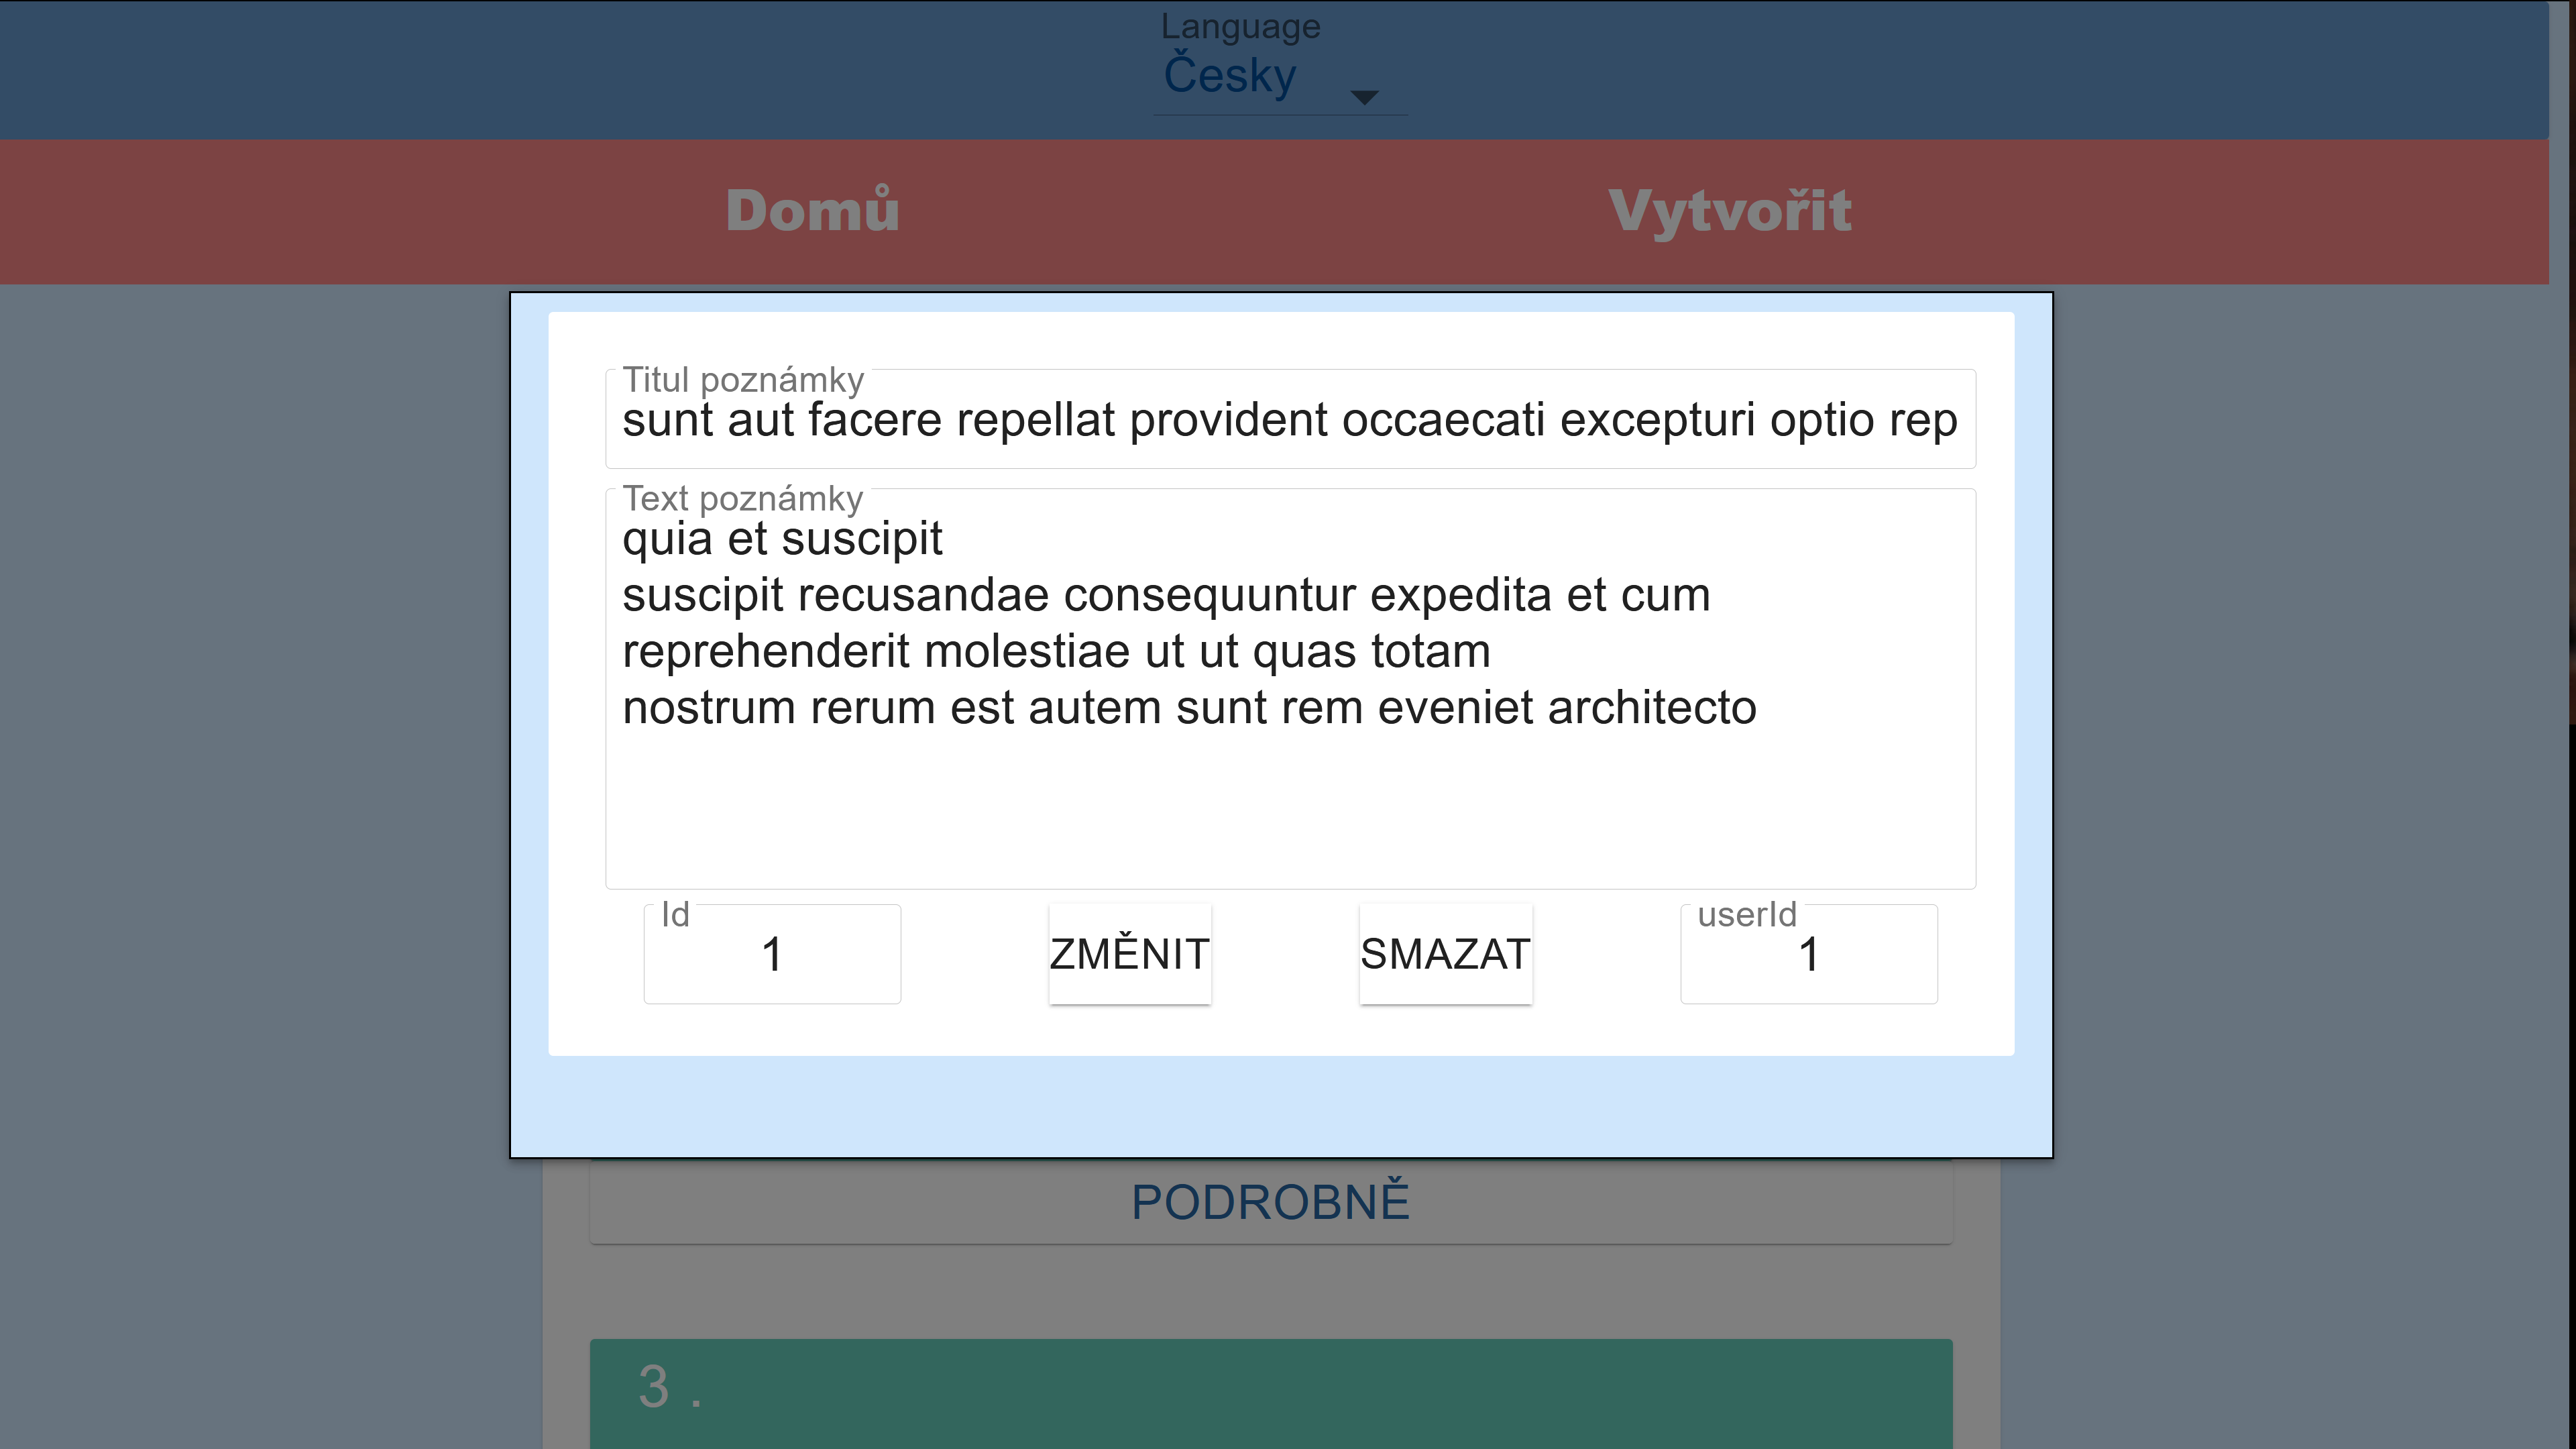 Language
Česky
Domů
Vytvořit
Titul poznámky
sunt aut facere repellat provident occaecati excepturi optio rep
Text poznámky
quia et suscipit
suscipit recusandae consequuntur expedita et cum
reprehenderit molestiae ut ut quas totam
nostrum rerum est autem sunt rem eveniet architecto
Id
1
ZMĚNIT
SMAZAT
userId
1
PODROBNĚ
3 .